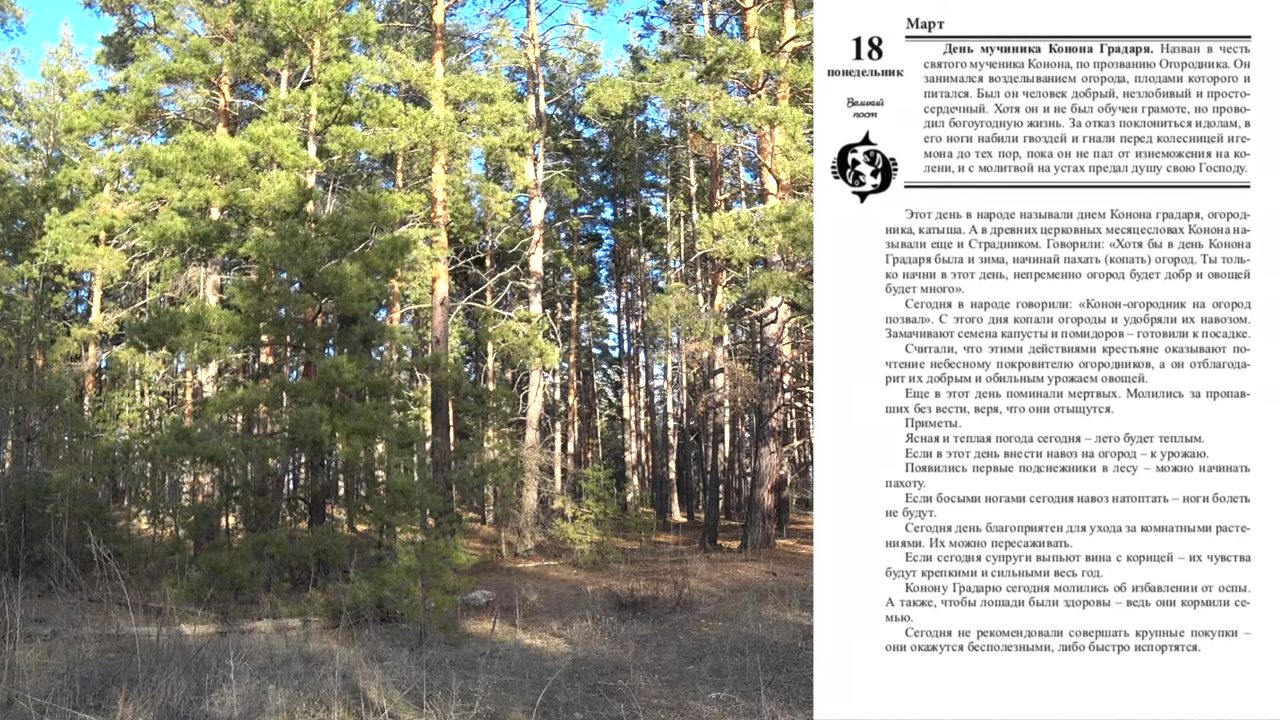 Март
18
понедельник
Великий
пост
День мучиника Конона Градаря. Назван в честь
святого мученика Конона, по прозванию Огородника. Он
занимался возделыванием огорода, плодами которого и
питался. Был он человек добрый, незлобивый и просто-
сердечный. Хотя он и не был обучен грамоте, но прово-
дил богоугодную жизнь. За отказ поклониться идолам, в
его ноги набили гвоздей и гнали перед колесницей иге-
мона до тех пор, пока он не пал от изнеможения на ко-
лени, и с молитвой на устах предал душу свою Господу.
Этот день в народе называли днем Конона градаря, огород-
ника, катыша. А в древних церковных месяцесловах Конона на-
зывали еще и Страдником. Говорили: «Хотя бы в день Конона
Градаря была и зима, начинай пахать (копать) огород. Ты толь-
ко начни в этот день, непременно огород будет добр и овощей
будет много».
Сегодня в народе говорили: «Конон-огородник на огород
позвал». С этого дня копали огороды и удобряли их навозом.
Замачивают семена капусты и помидоров – готовили к посадке.
Считали, что этими действиями крестьяне оказывают по-
чтение небесному покровителю огородников, а он отблагода-
рит их добрым и обильным урожаем овощей.
Еще в этот день поминали мертвых. Молились за пропав-
ших без вести, веря, что они отыщутся.
Приметы.
Ясная и теплая погода сегодня – лето будет теплым.
Если в этот день внести навоз на огород – к урожаю.
Появились первые подснежники в лесу – можно начинать
пахоту.
Если босыми ногами сегодня навоз натоптать – ноги болеть
не будут.
Сегодня день благоприятен для ухода за комнатными расте-
ниями. Их можно пересаживать.
Если сегодня супруги выпьют вина с корицей – их чувства
будут крепкими и сильными весь год.
Конону Градарю сегодня молились об избавлении от оспы.
А также, чтобы лошади были здоровы – ведь они кормили се-
мью.
Сегодня не рекомендовали совершать крупные покупки –
они окажутся бесполезными, либо быстро испортятся.